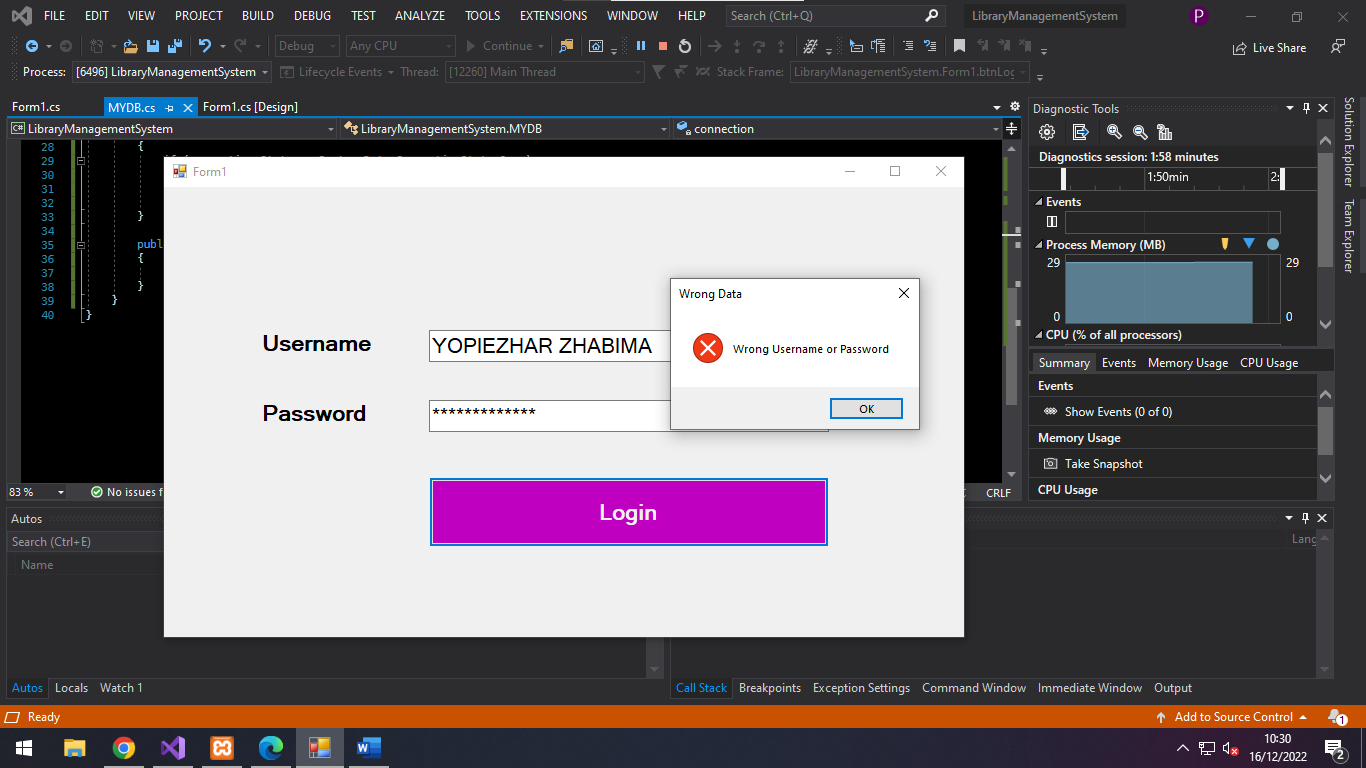 FILE EDIT VIEW PROJECT BUILD DEBUG TEST ANALYZE TOOLS EXTENSIONS WINDOW HELP Search (Ctrl+Q) LibraryManagementSystem P
Debug Any CPU Continue Live Share
Process: [6496] LibraryManagementSystem Lifecycle Events Thread: [12260] Main Thread Stack Frame: LibraryManagementSystem.Form1.btnLog
Form1.cs MYDB.cs Form1.cs [Design]
C# LibraryManagementSystem LibraryManagementSystem.MYDB connection
28 {
29
30
31
32
33 }
34
35 publ
36 {
37
38 }
39 }
40 }
83 % No issues f CRLF
Form1
Username YOPIEZHAR ZHABIMA
Password *************
Login
Wrong Data
Wrong Username or Password
OK
Diagnostic Tools
Diagnostics session: 1:58 minutes
1:50min 2:
Events
Process Memory (MB)
29 29
0 0
CPU (% of all processors)
Summary Events Memory Usage CPU Usage
Events
Show Events (0 of 0)
Memory Usage
Take Snapshot
CPU Usage
Solution Explorer
Team Explorer
Autos
Search (Ctrl+E)
Name
Lang
Autos Locals Watch 1
Call Stack Breakpoints Exception Settings Command Window Immediate Window Output
Ready Add to Source Control 1
10:30
16/12/2022
2